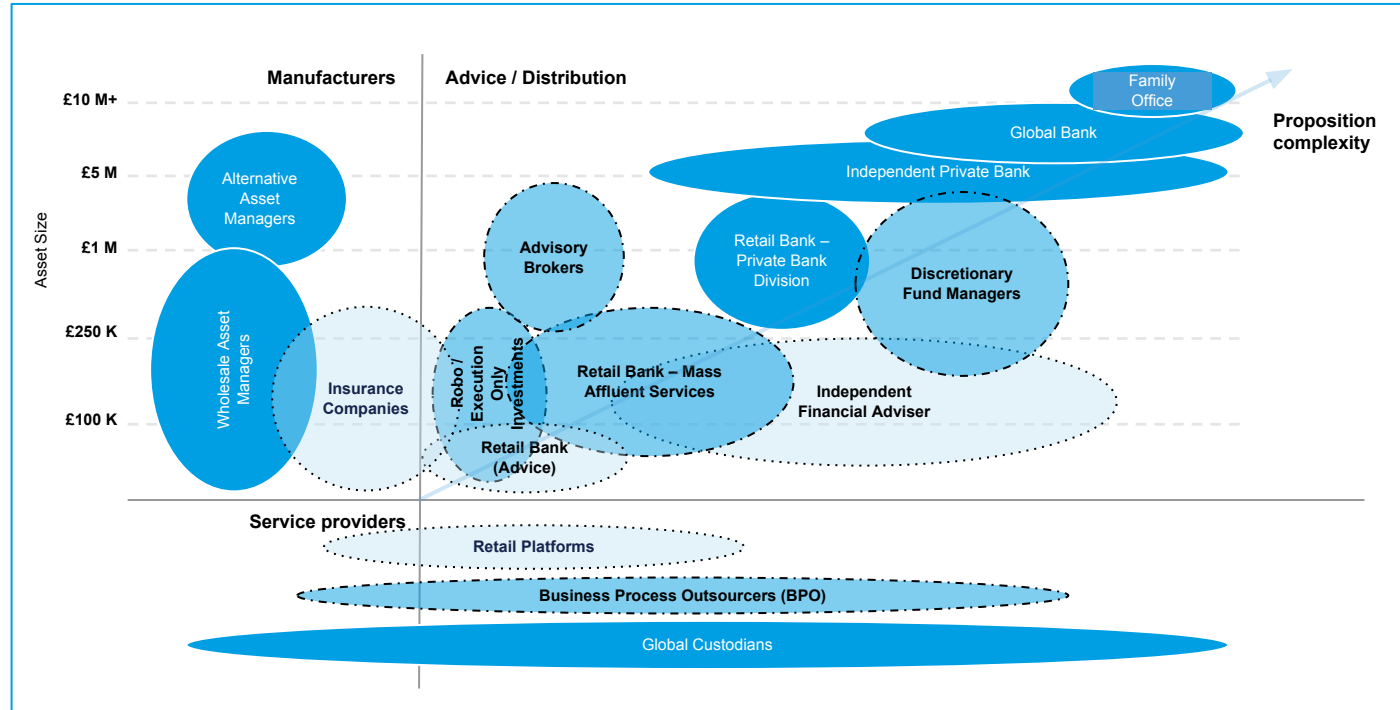 Manufacturers
Advice / Distribution
Family
Office
£10 M+
Proposition
complexity
Global Bank
£5 M
Alternative
Asset
Managers
Independent Private Bank
Asset Size
£1 M
Advisory
Brokers
Retail Bank –
Private Bank
Division
Discretionary
Fund Managers
£250 K
Wholesale Asset
Managers
Insurance
Companies
Robo /
Execution
Only
Investments
Retail Bank – Mass
Affluent Services
Independent
Financial Adviser
£100 K
Retail Bank
(Advice)
Service providers
Retail Platforms
Business Process Outsourcers (BPO)
Global Custodians